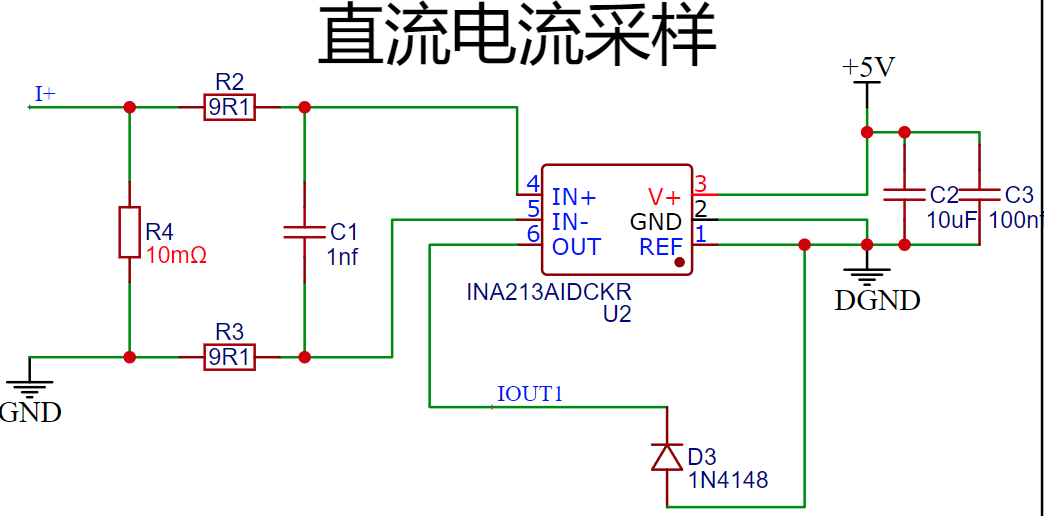 直流电流采样
+5V
I+
R2
9R1
4
IN+
V+
3
5
IN-
GND
2
6
OUT
REF
1
C2
10uF
C3
100nf
R4
10mΩ
C1
1nf
INA213AIDCKR
U2
DGND
R3
9R1
GND
IOUT1
D3
1N4148